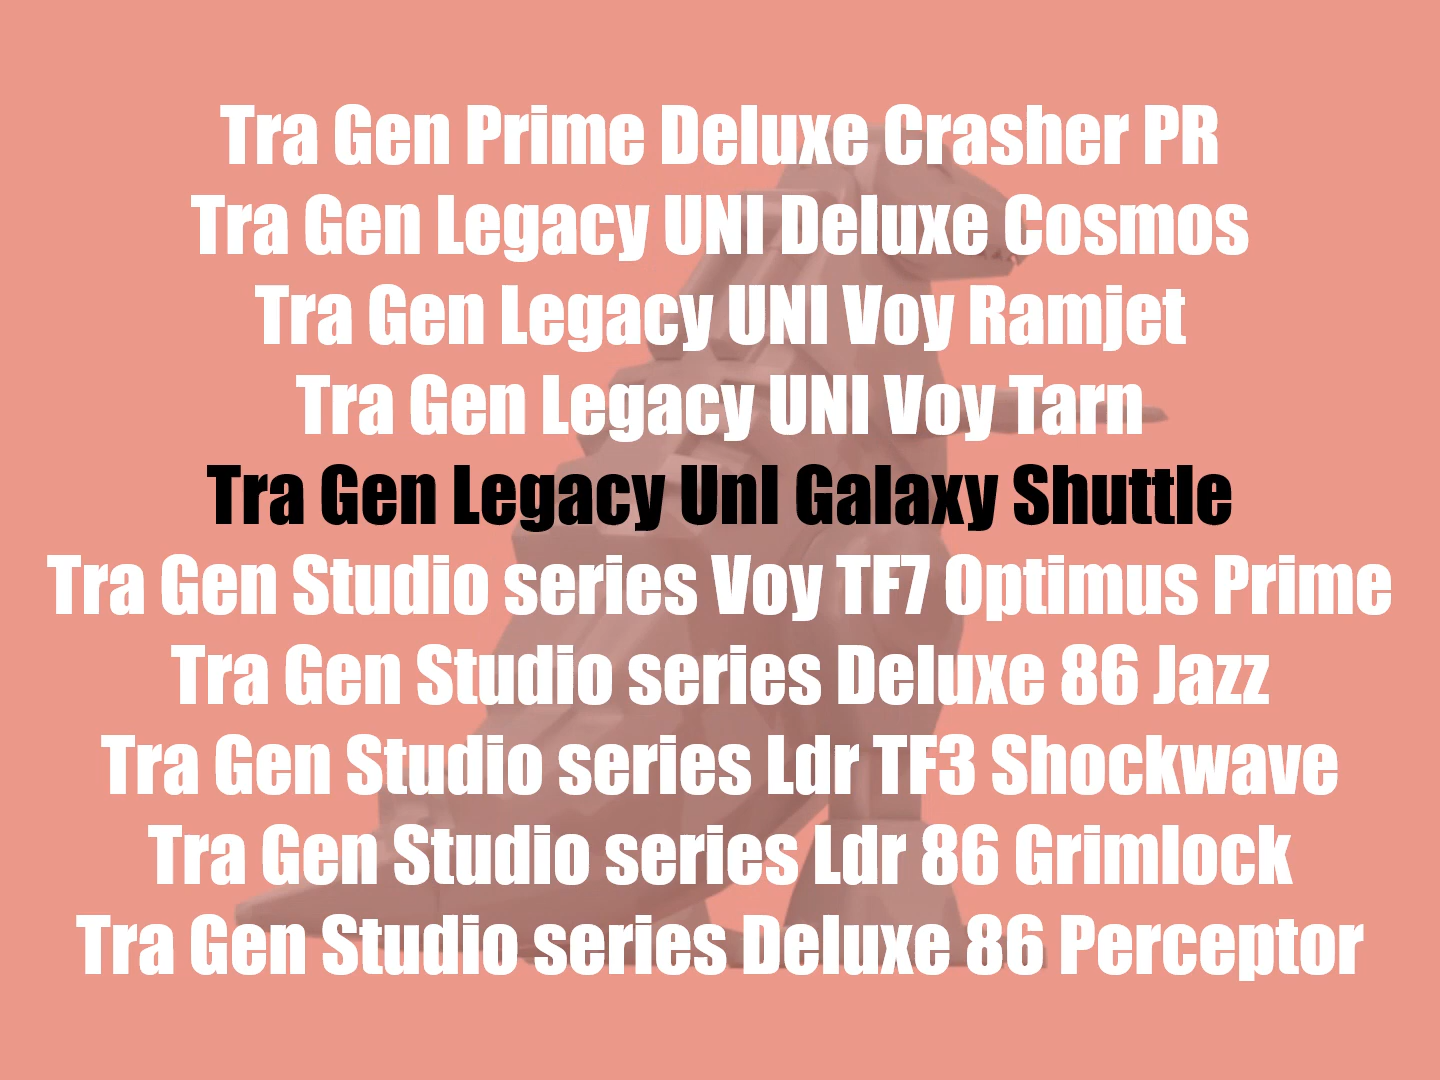 Tra Gen Prime Deluxe Crasher PR
Tra Gen Legacy UNI Deluxe Cosmos
Tra Gen Legacy UNI Voy Ramjet
Tra Gen Legacy UNI Voy Tarn
Tra Gen Legacy UnI Galaxy Shuttle
Tra Gen Studio series Voy TF7 Optimus Prime
Tra Gen Studio series Deluxe 86 Jazz
Tra Gen Studio series Ldr TF3 Shockwave
Tra Gen Studio series Ldr 86 Grimlock
Tra Gen Studio series Deluxe 86 Perceptor